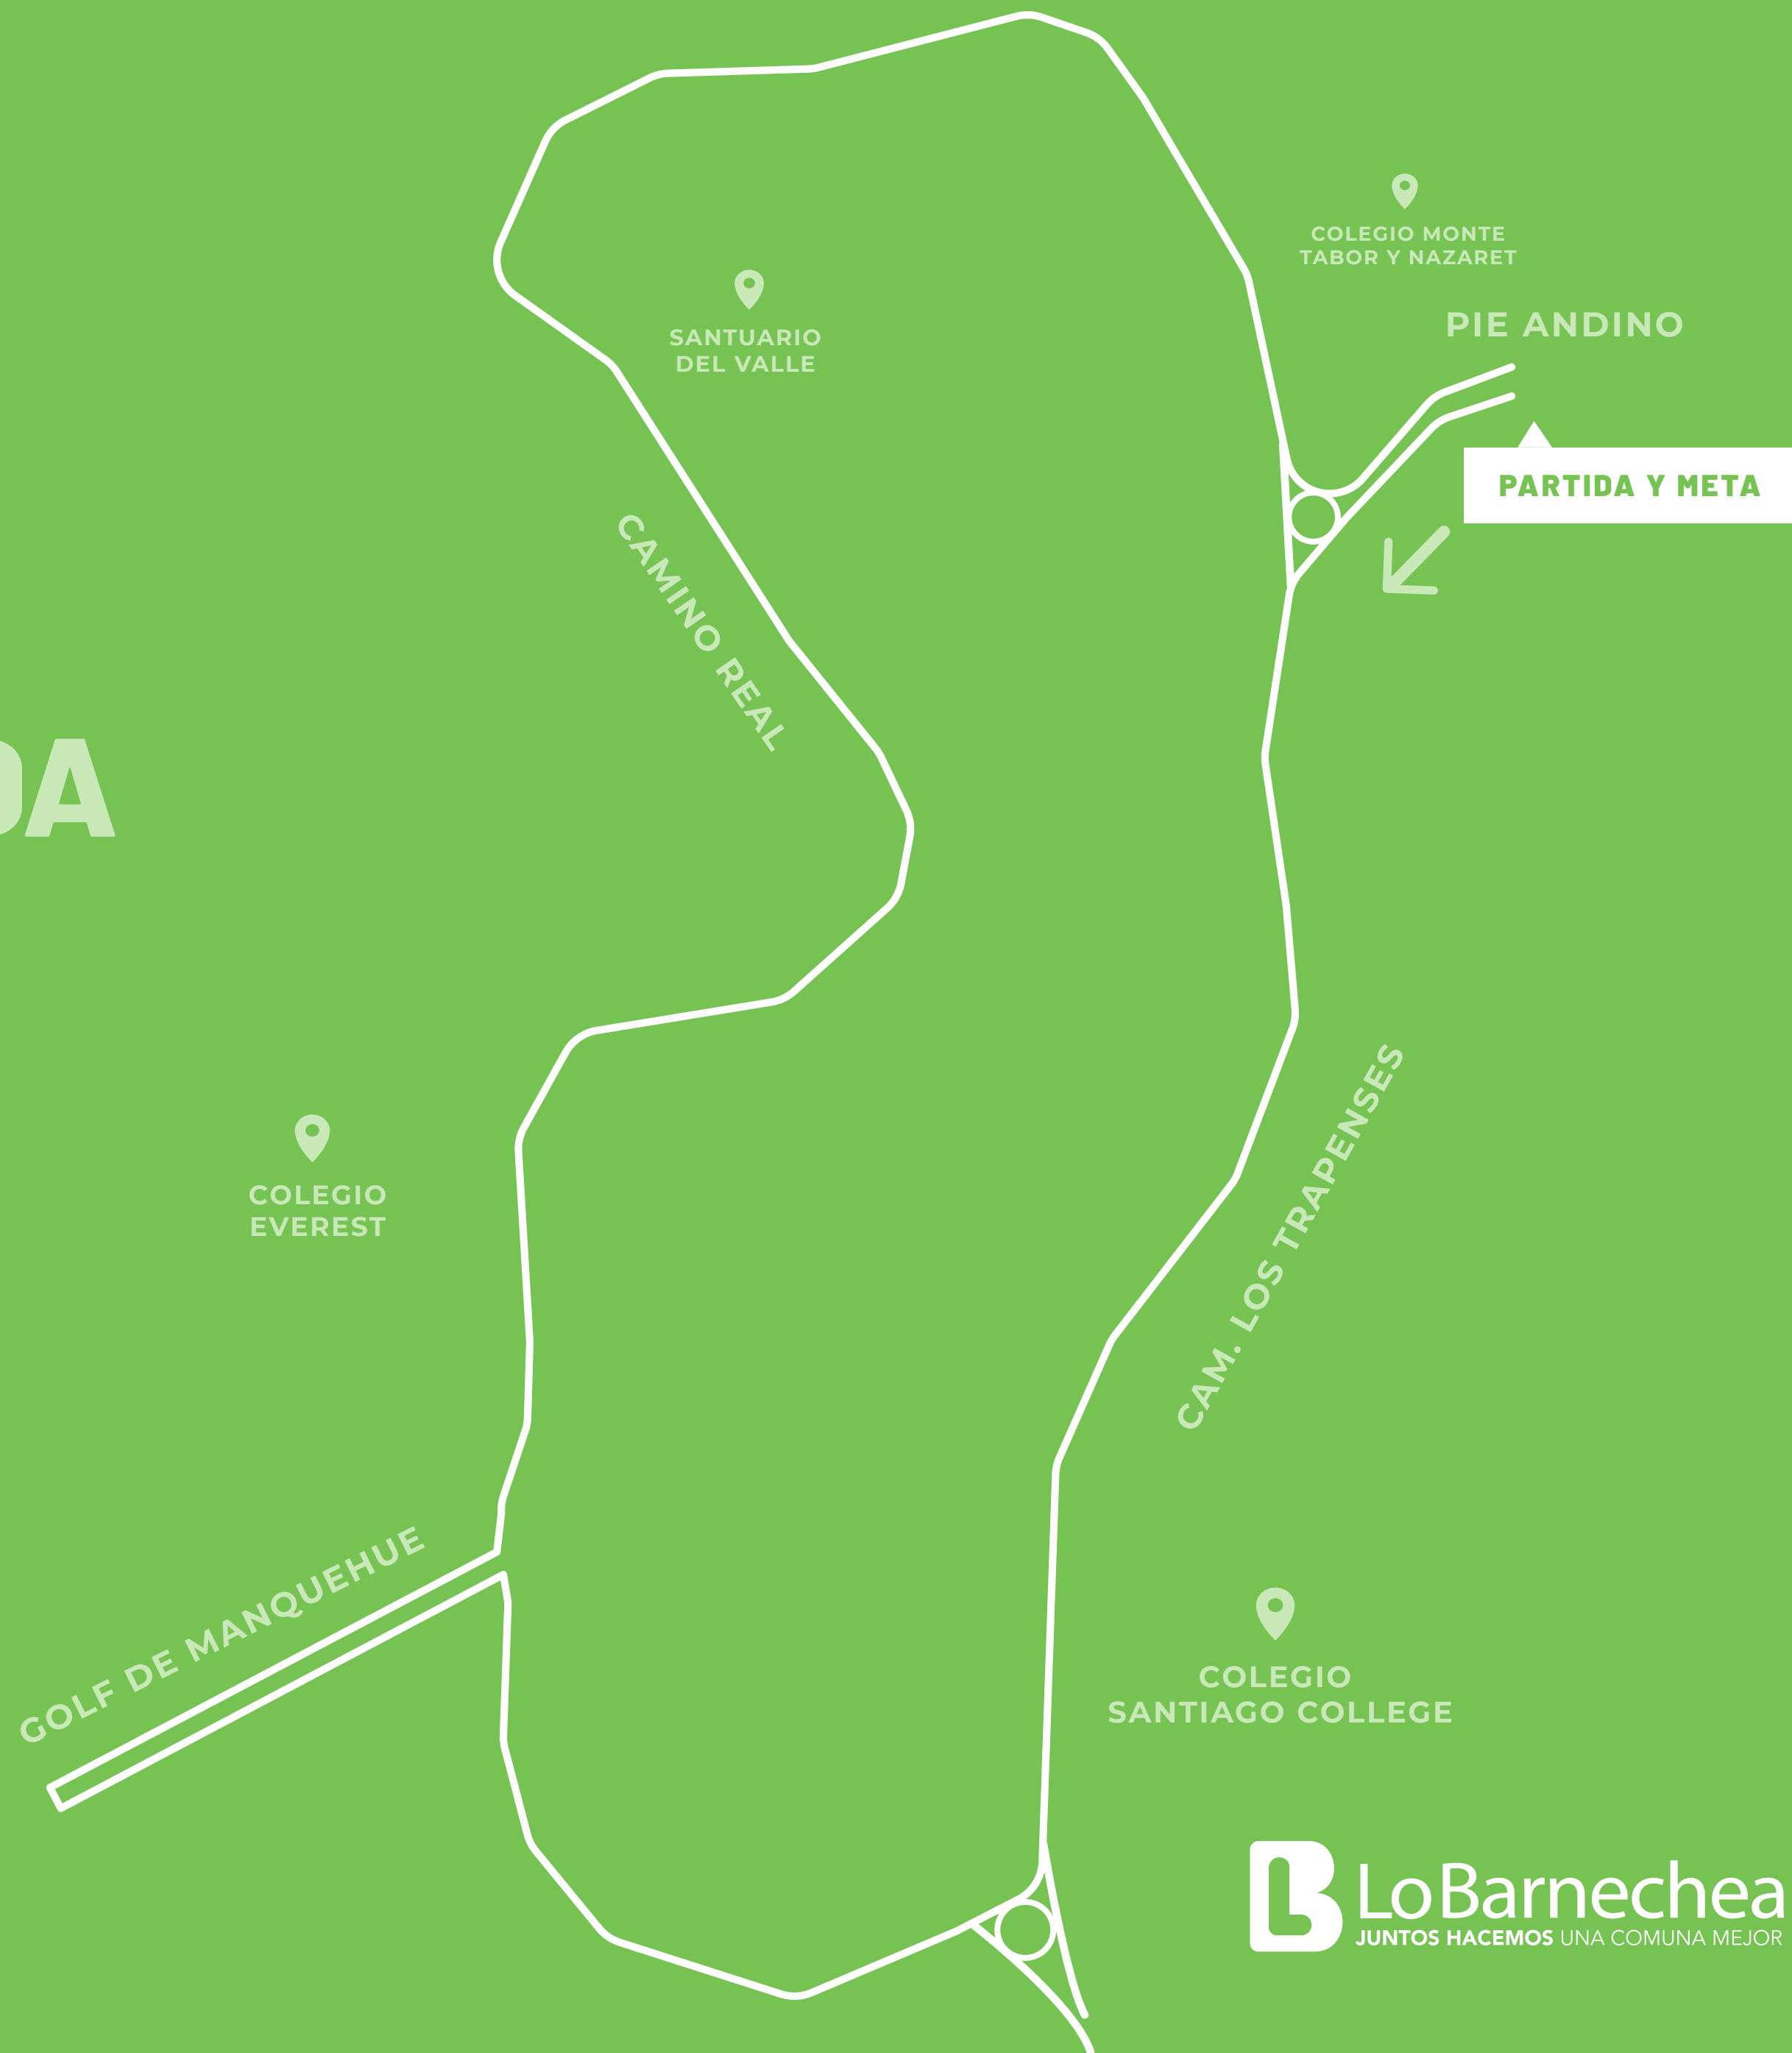 COLEGIO MONTE
TABOR Y NAZARET
PIE ANDINO
SANTUARIO
DEL VALLE
PARTIDA Y META
CAMINO REAL
DA
CAM. LOS TRAPENSES
COLEGIO
EVEREST
GOLF DE MANQUEHUE
COLEGIO
SANTIAGO COLLEGE
LoBarnechea
JUNTOS HACEMOS UNA COMUNA MEJOR